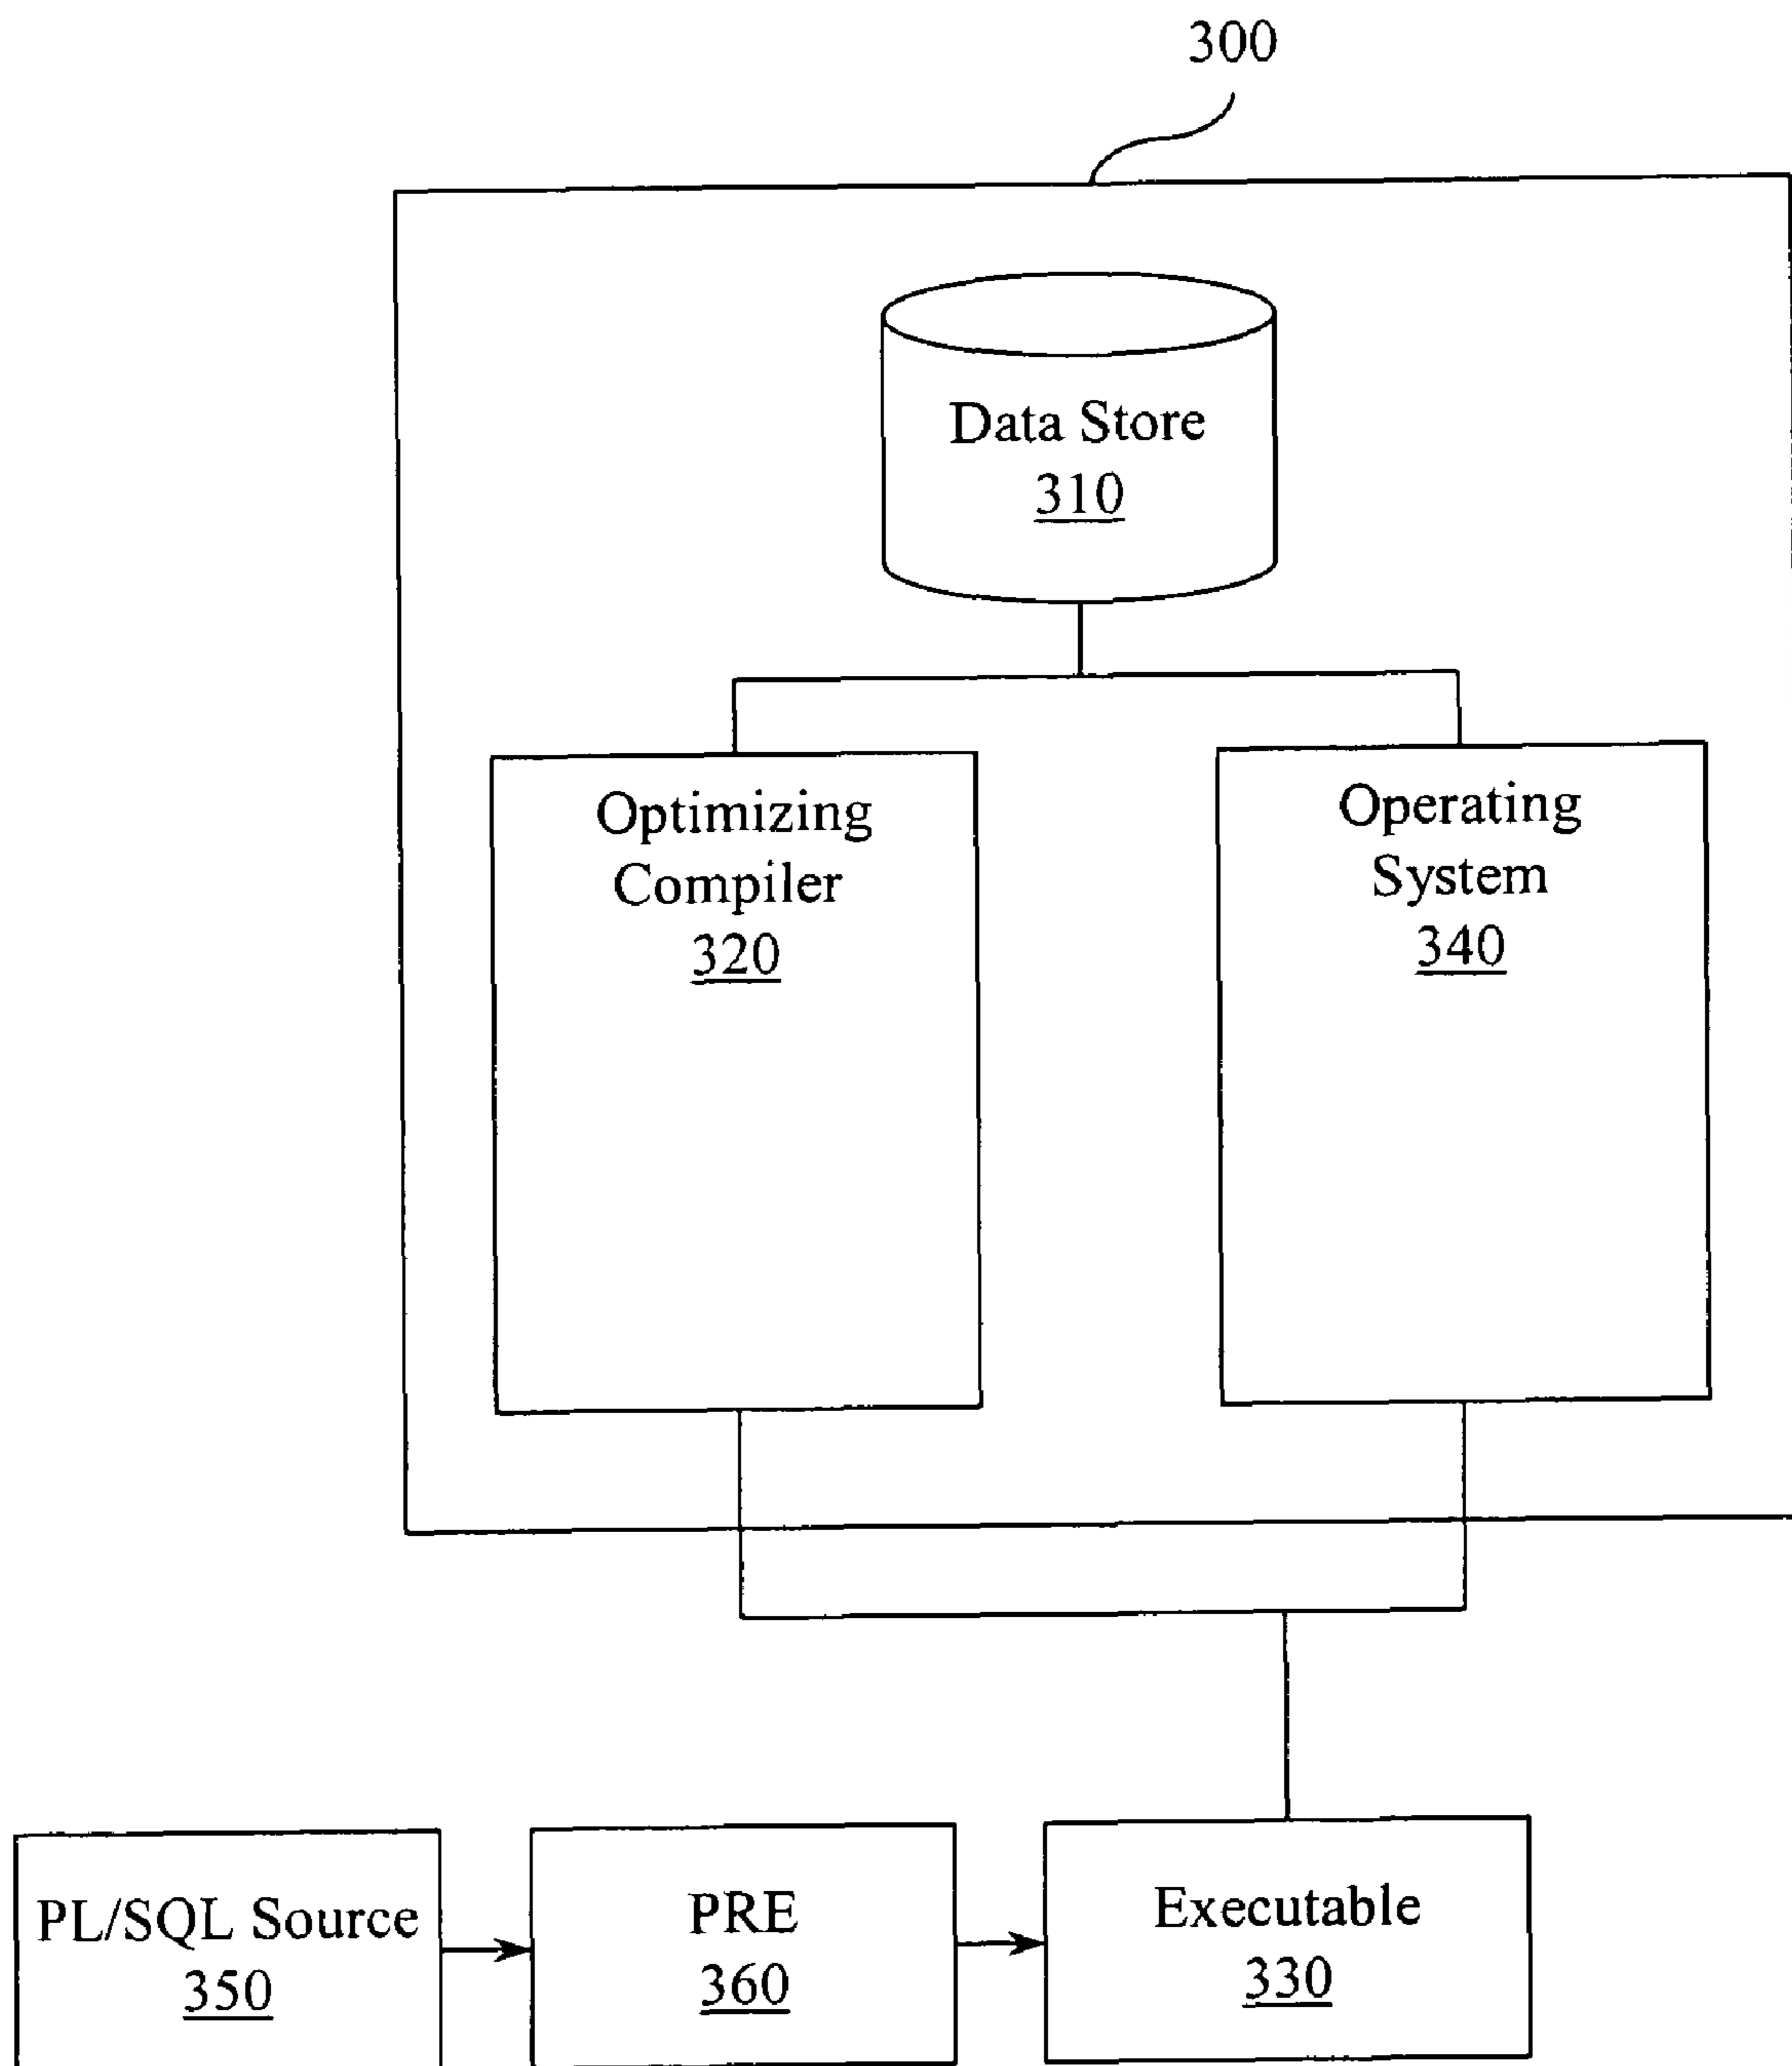 300
Data Store
310
Optimizing
Compiler
320
Operating
System
340
PL/SQL Source
350
PRE
360
Executable
330